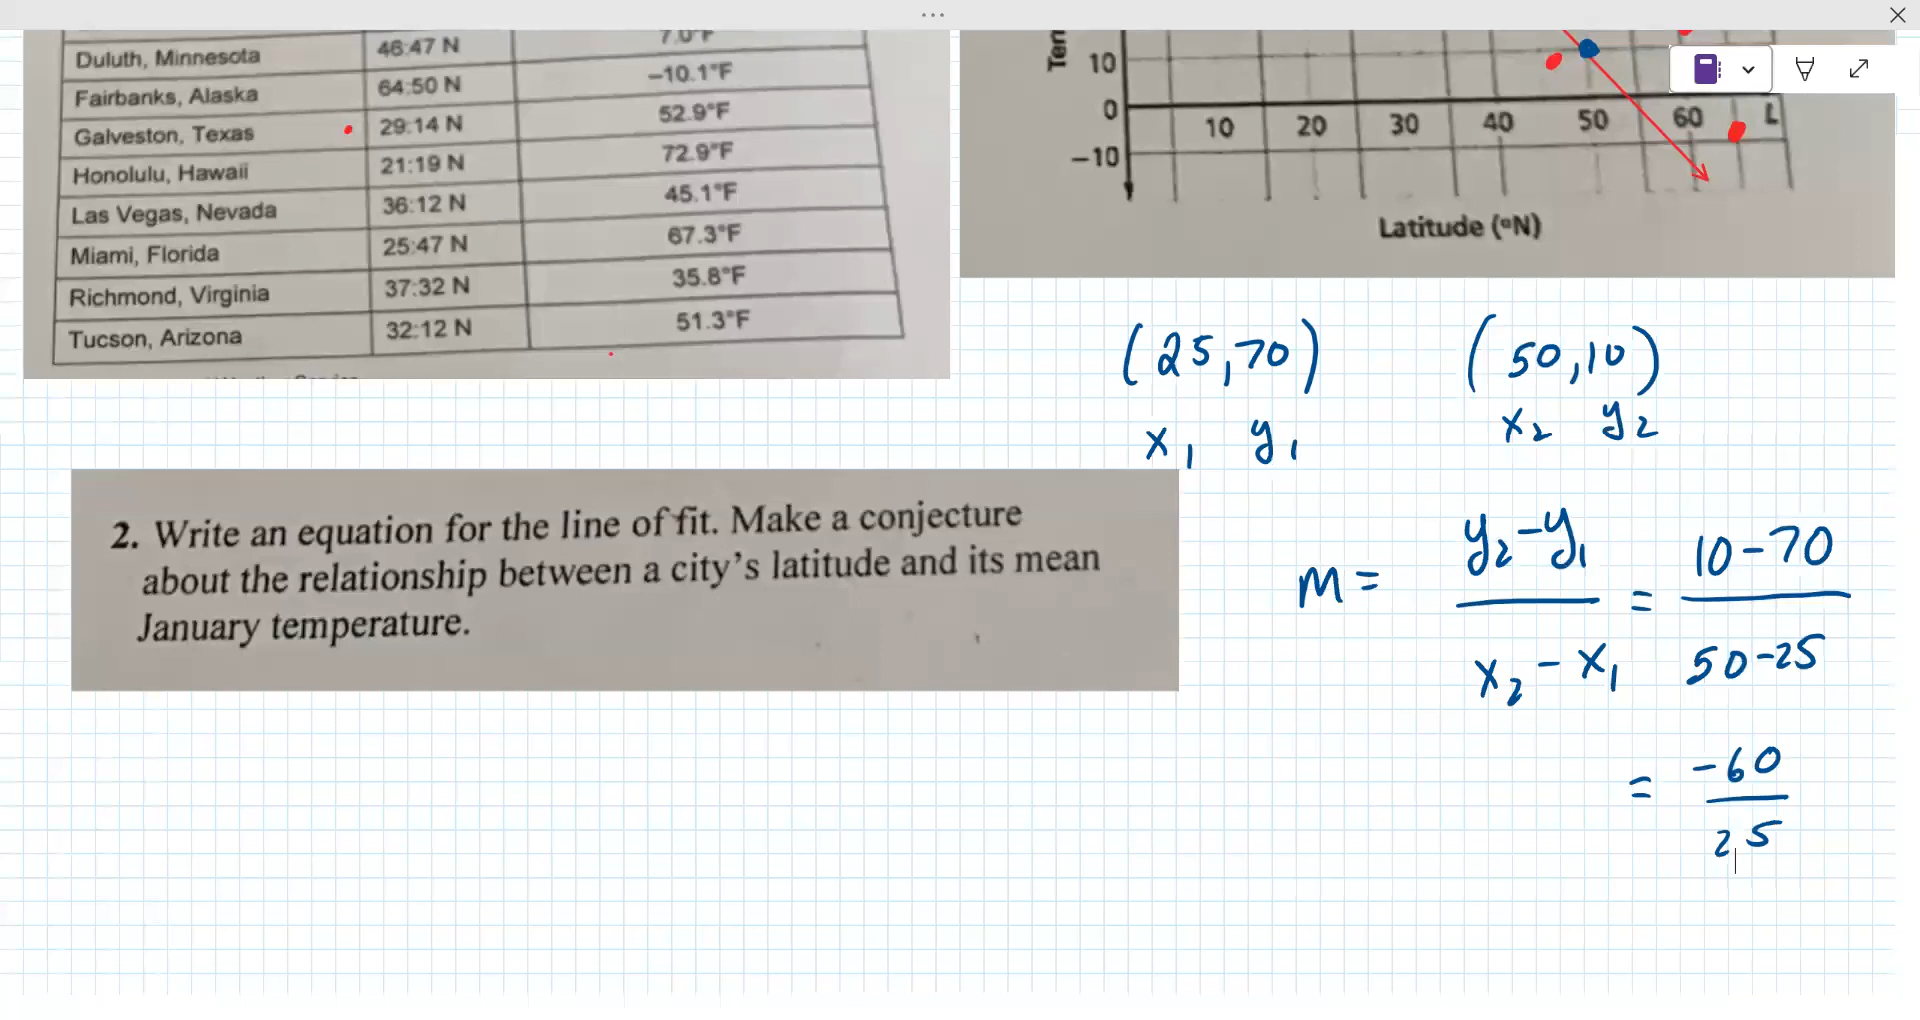 Duluth, Minnesota 46:47 N 7.0°F
Fairbanks, Alaska 64:50 N –10.1°F
Galveston, Texas 29:14 N 52.9°F
Honolulu, Hawaii 21:19 N 72.9°F
Las Vegas, Nevada 36:12 N 45.1°F
Miami, Florida 25:47 N 67.3°F
Richmond, Virginia 37:32 N 35.8°F
Tucson, Arizona 32:12 N 51.3°F
Ten
10
0
–10
10 20 30 40 50 60 L
Latitude (°N)
(25,70) (50,10)
x1 y1 x2 y2
2. Write an equation for the line of fit. Make a conjecture
about the relationship between a city's latitude and its mean
January temperature.
m = y2-y1 / x2-x1 = 10-70 / 50-25
= -60 / 25